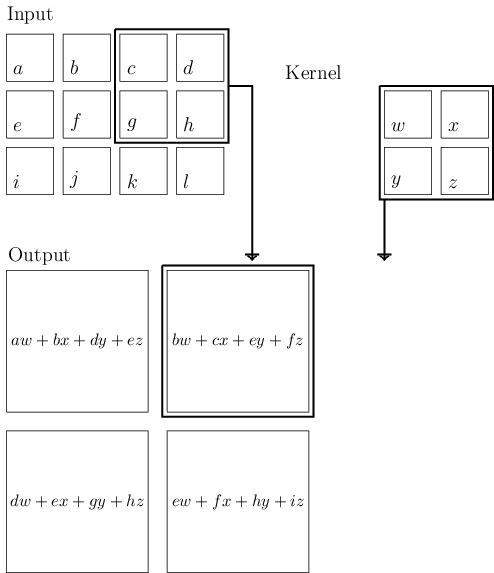 Input
a b c d
Kernel
e f g h
w x
i j k l
y z
Output
aw + bx + dy + ez
bw + cx + ey + fz
dw + ex + gy + hz
ew + fx + hy + iz